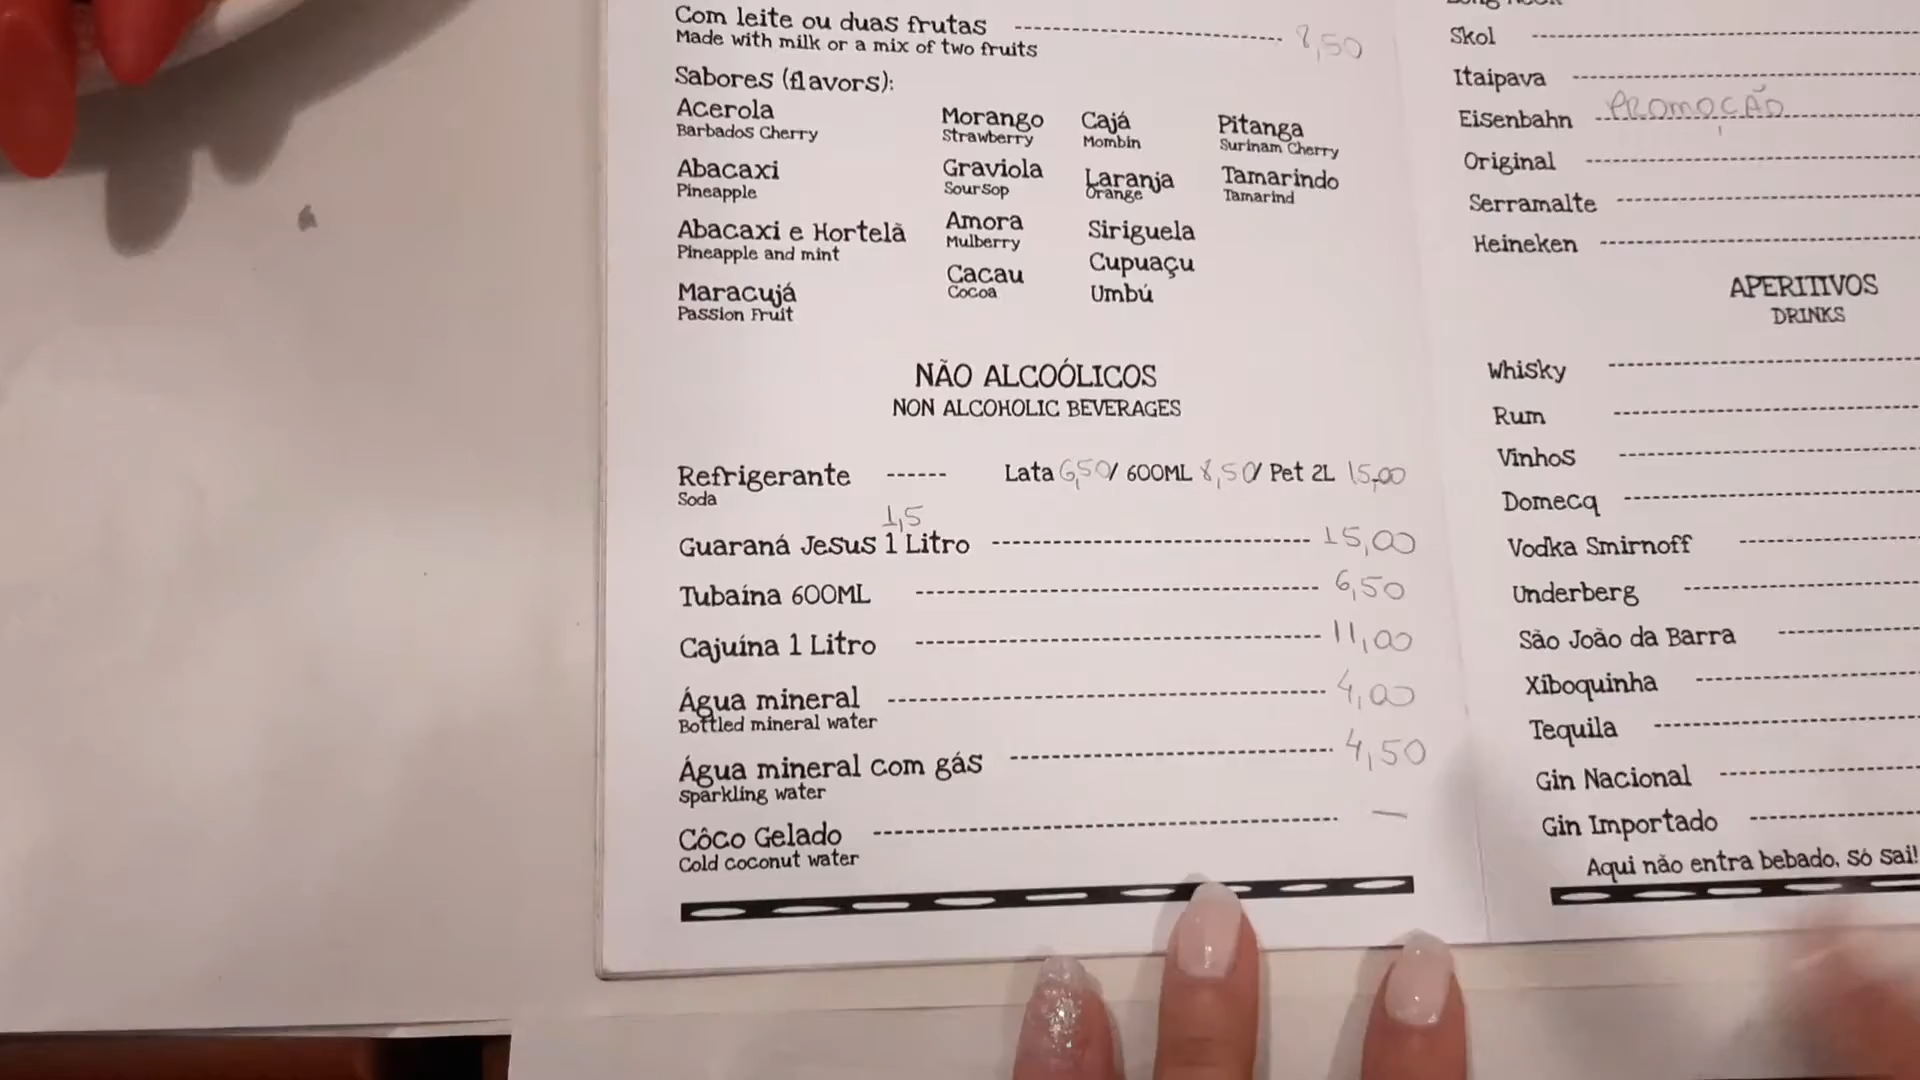 Com leite ou duas frutas ---------- 8,50
Made with milk or a mix of two fruits
Sabores (flavors):
Acerola
Barbados Cherry
Abacaxi
Pineapple
Abacaxi e Hortelã
Pineapple and mint
Maracujá
Passion Fruit
Morango
Strawberry
Graviola
Soursop
Amora
Mulberry
Cacau
Cocoa
Cajá
Mombin
Laranja
Orange
Siriguela
Cupuaçu
Umbú
Pitanga
Surinam Cherry
Tamarindo
Tamarind
NÃO ALCOÓLICOS
NON ALCOHOLIC BEVERAGES
Refrigerante ------ Lata 6,50/ 600ML 8,50/ Pet 2L 15,00
Soda
1,5
Guaraná Jesus 1 Litro ---------- 15,00
Tubaína 600ML ---------- 6,50
Cajuína 1 Litro ---------- 11,00
Água mineral ---------- 4,00
Bottled mineral water
Água mineral com gás ---------- 4,50
Sparkling water
Côco Gelado ---------- —
Cold coconut water
Skol ----------
Itaipava ----------
Eisenbahn ---------- PROMOÇÃO
Original ----------
Serramalte ----------
Heineken ----------
APERITIVOS
DRINKS
Whisky ----------
Rum ----------
Vinhos ----------
Domecq ----------
Vodka Smirnoff ----------
Underberg ----------
São João da Barra ----------
Xiboquinha ----------
Tequila ----------
Gin Nacional ----------
Gin Importado ----------
Aqui não entra bebado, só sai!